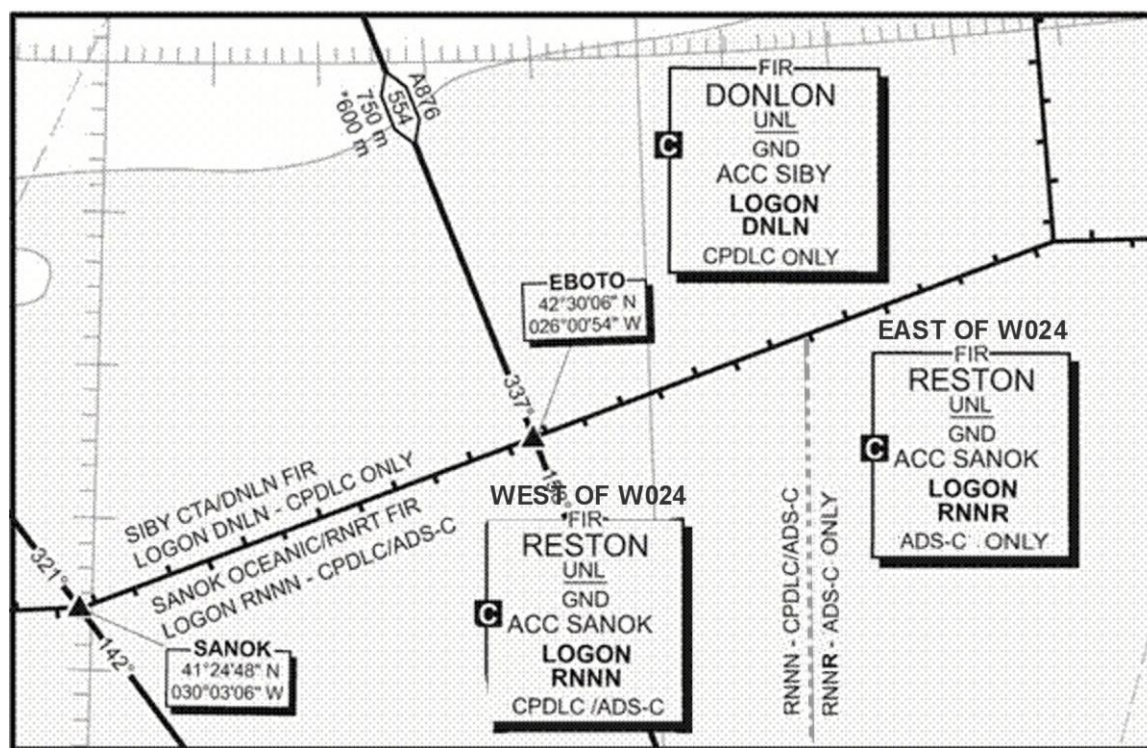 A876
554
750 m
*600 m
FIR
DONLON
UNL
GND
C
ACC SIBY
LOGON
DNLN
CPDLC ONLY
EBOTO
42°30'06" N
026°00'54" W
337°
EAST OF W024
FIR
RESTON
UNL
GND
C
ACC SANOK
LOGON
RNNR
ADS-C . ONLY
SIBY CTA/DNLN FIR
LOGON DNLN - CPDLC ONLY
SANOK OCEANIC/RNRT FIR
LOGON RNNN - CPDLC/ADS-C
WEST OF W024
FIR
RESTON
UNL
GND
C
ACC SANOK
LOGON
RNNN
CPDLC /ADS-C
RNNN - CPDLC/ADS-C
RNNR - ADS-C ONLY
321°
142°
SANOK
41°24'48" N
030°03'06" W